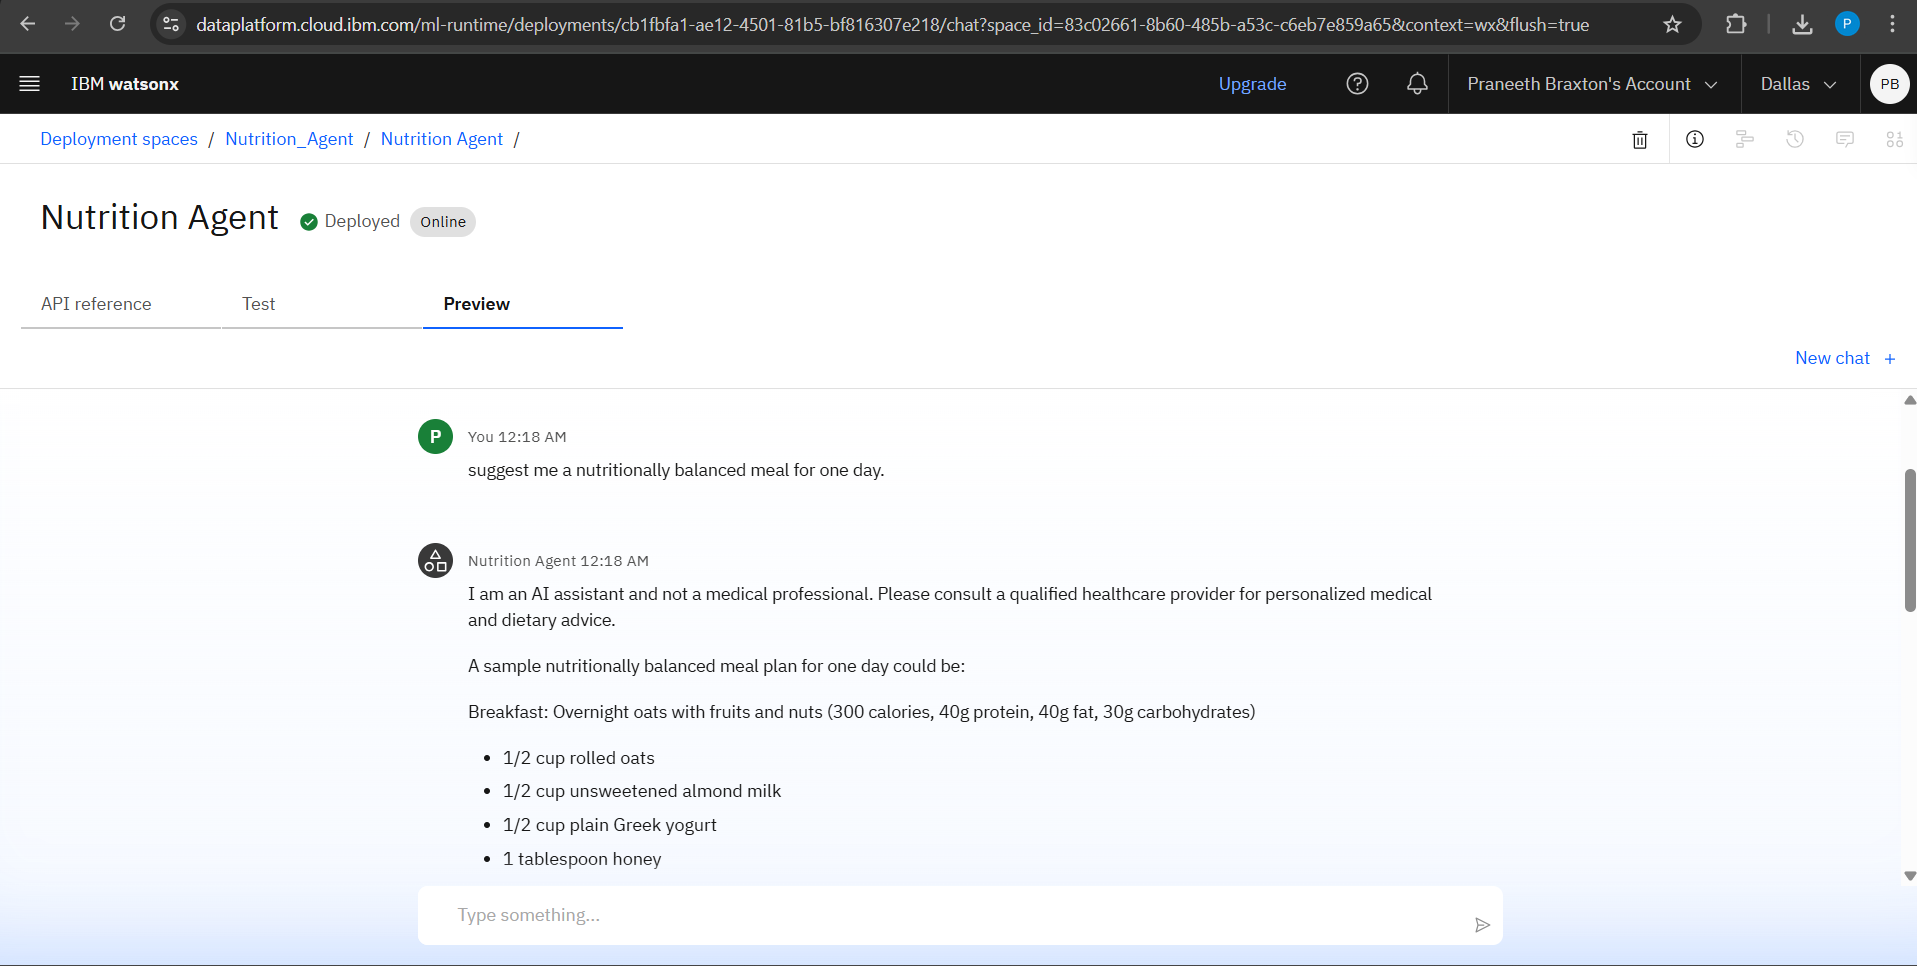 dataplatform.cloud.ibm.com/ml-runtime/deployments/cb1fbfa1-ae12-4501-81b5-bf816307e218/chat?space_id=83c02661-8b60-485b-a53c-c6eb7e859a65&context=wx&flush=true
P
IBM watsonx
Upgrade
Praneeth Braxton's Account
Dallas
PB
Deployment spaces / Nutrition_Agent / Nutrition Agent /
Nutrition Agent
Deployed
Online
API reference
Test
Preview
New chat +
P
You 12:18 AM
suggest me a nutritionally balanced meal for one day.
Nutrition Agent 12:18 AM
I am an AI assistant and not a medical professional. Please consult a qualified healthcare provider for personalized medical
and dietary advice.
A sample nutritionally balanced meal plan for one day could be:
Breakfast: Overnight oats with fruits and nuts (300 calories, 40g protein, 40g fat, 30g carbohydrates)
• 1/2 cup rolled oats
• 1/2 cup unsweetened almond milk
• 1/2 cup plain Greek yogurt
• 1 tablespoon honey
Type something...